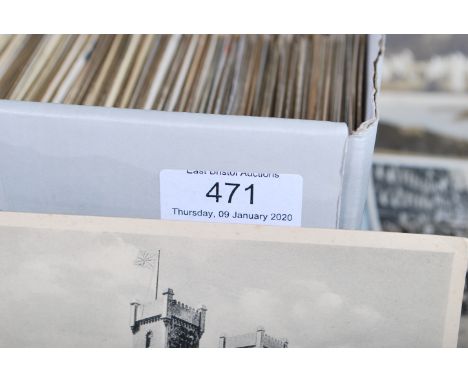 East Bristol Auctions
471
Thursday, 09 January 2020